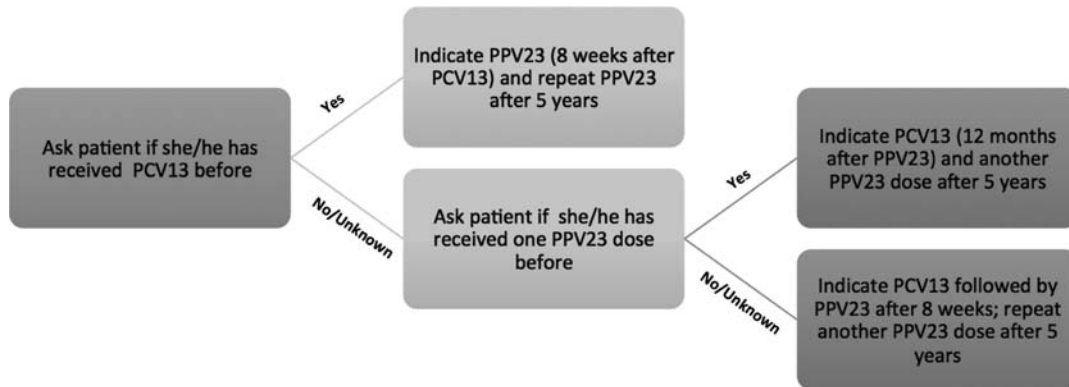 Ask patient if she/he has
received PCV13 before
Yes
No/Unknown
Indicate PPV23 (8 weeks after
PCV13) and repeat PPV23
after 5 years
Ask patient if she/he has
received one PPV23 dose
before
Yes
No/Unknown
Indicate PCV13 (12 months
after PPV23) and another
PPV23 dose after 5 years
Indicate PCV13 followed by
PPV23 after 8 weeks; repeat
another PPV23 dose after 5
years